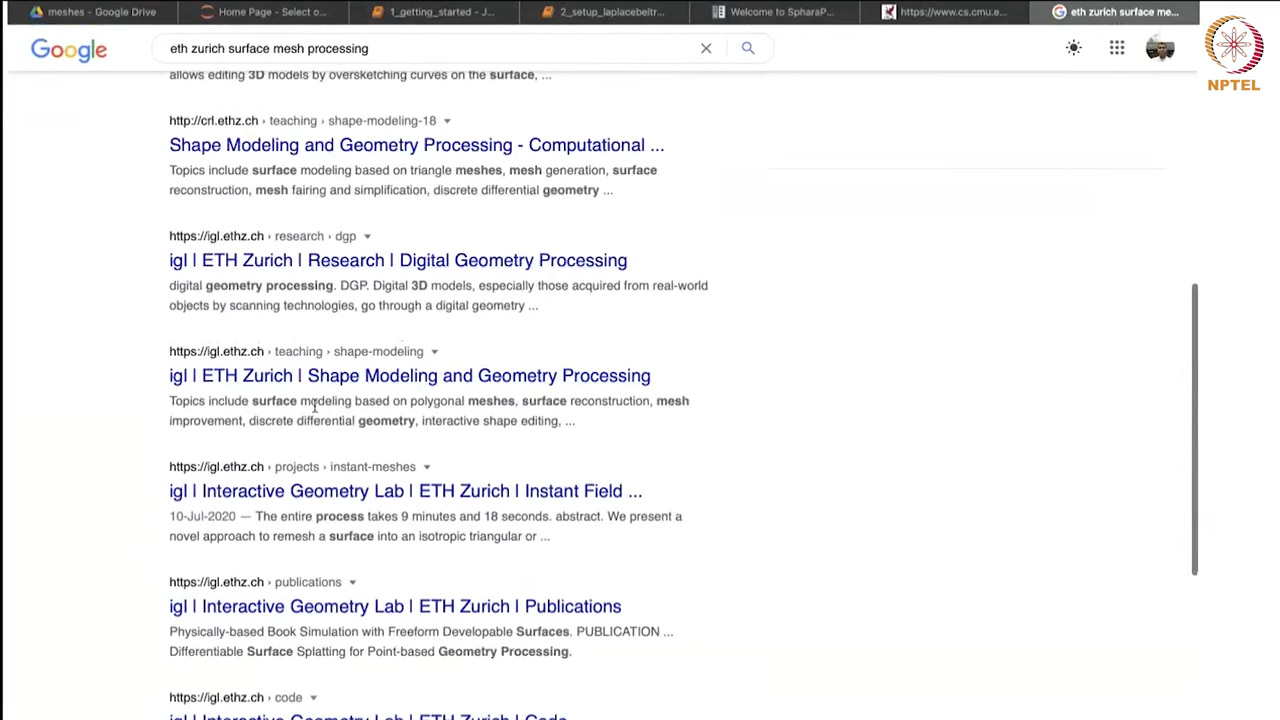 meshes - Google Drive
Home Page - Select o...
1_getting_started - J...
2_setup_laplacebeltr...
Welcome to SpharaP...
https://www.cs.cmu.e...
eth zurich surface me...
Google
eth zurich surface mesh processing
NPTEL
allows editing 3D models by oversketching curves on the surface, ...
http://crl.ethz.ch › teaching › shape-modeling-18
Shape Modeling and Geometry Processing - Computational ...
Topics include surface modeling based on triangle meshes, mesh generation, surface
reconstruction, mesh fairing and simplification, discrete differential geometry ...
https://igl.ethz.ch › research › dgp
igl | ETH Zurich | Research | Digital Geometry Processing
digital geometry processing. DGP. Digital 3D models, especially those acquired from real-world
objects by scanning technologies, go through a digital geometry ...
https://igl.ethz.ch › teaching › shape-modeling
igl | ETH Zurich | Shape Modeling and Geometry Processing
Topics include surface modeling based on polygonal meshes, surface reconstruction, mesh
improvement, discrete differential geometry, interactive shape editing, ...
https://igl.ethz.ch › projects › instant-meshes
igl | Interactive Geometry Lab | ETH Zurich | Instant Field ...
10-Jul-2020 — The entire process takes 9 minutes and 18 seconds. abstract. We present a
novel approach to remesh a surface into an isotropic triangular or ...
https://igl.ethz.ch › publications
igl | Interactive Geometry Lab | ETH Zurich | Publications
Physically-based Book Simulation with Freeform Developable Surfaces. PUBLICATION ...
Differentiable Surface Splatting for Point-based Geometry Processing.
https://igl.ethz.ch › code
igl | Interactive Geometry Lab | ETH Zurich | Code